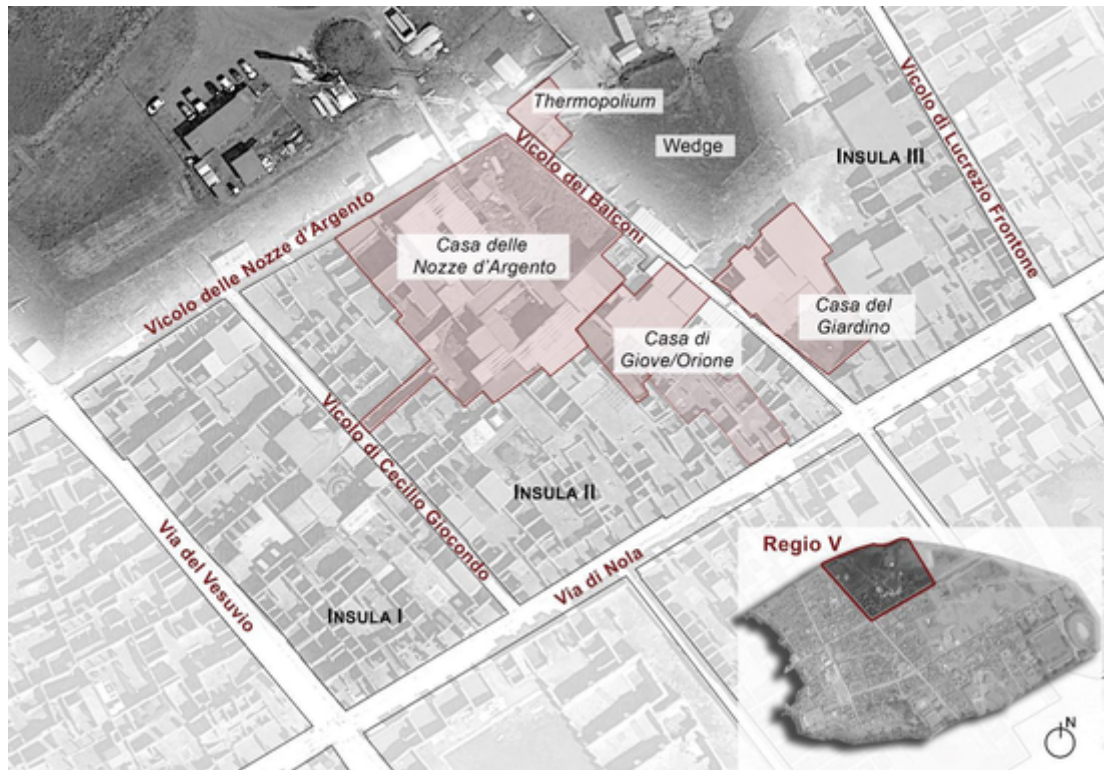 Thermopolium
Wedge
Vicolo dei Balconi
INSULA III
Vicolo di Lucrezio Frontone
Vicolo delle Nozze d'Argento
Casa delle
Nozze d'Argento
Casa del
Giardino
Casa di
Giove/Orione
Vicolo di Cecilio Giocondo
INSULA II
Via del Vesuvio
Via di Nola
INSULA I
Regio V
N